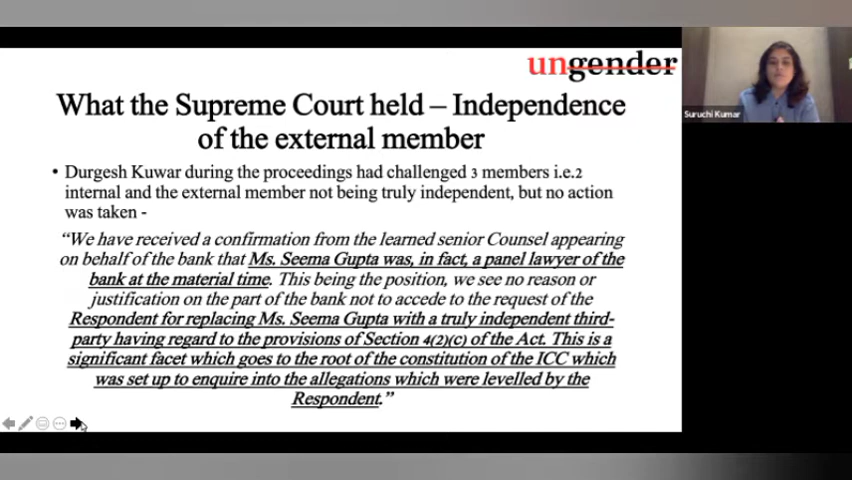 ungender
What the Supreme Court held – Independence
of the external member
• Durgesh Kuwar during the proceedings had challenged 3 members i.e.2
internal and the external member not being truly independent, but no action
was taken -
“We have received a confirmation from the learned senior Counsel appearing
on behalf of the bank that Ms. Seema Gupta was, in fact, a panel lawyer of the
bank at the material time. This being the position, we see no reason or
justification on the part of the bank not to accede to the request of the
Respondent for replacing Ms. Seema Gupta with a truly independent third-
party having regard to the provisions of Section 4(2)(c) of the Act. This is a
significant facet which goes to the root of the constitution of the ICC which
was set up to enquire into the allegations which were levelled by the
Respondent.”
Suruchi Kumar